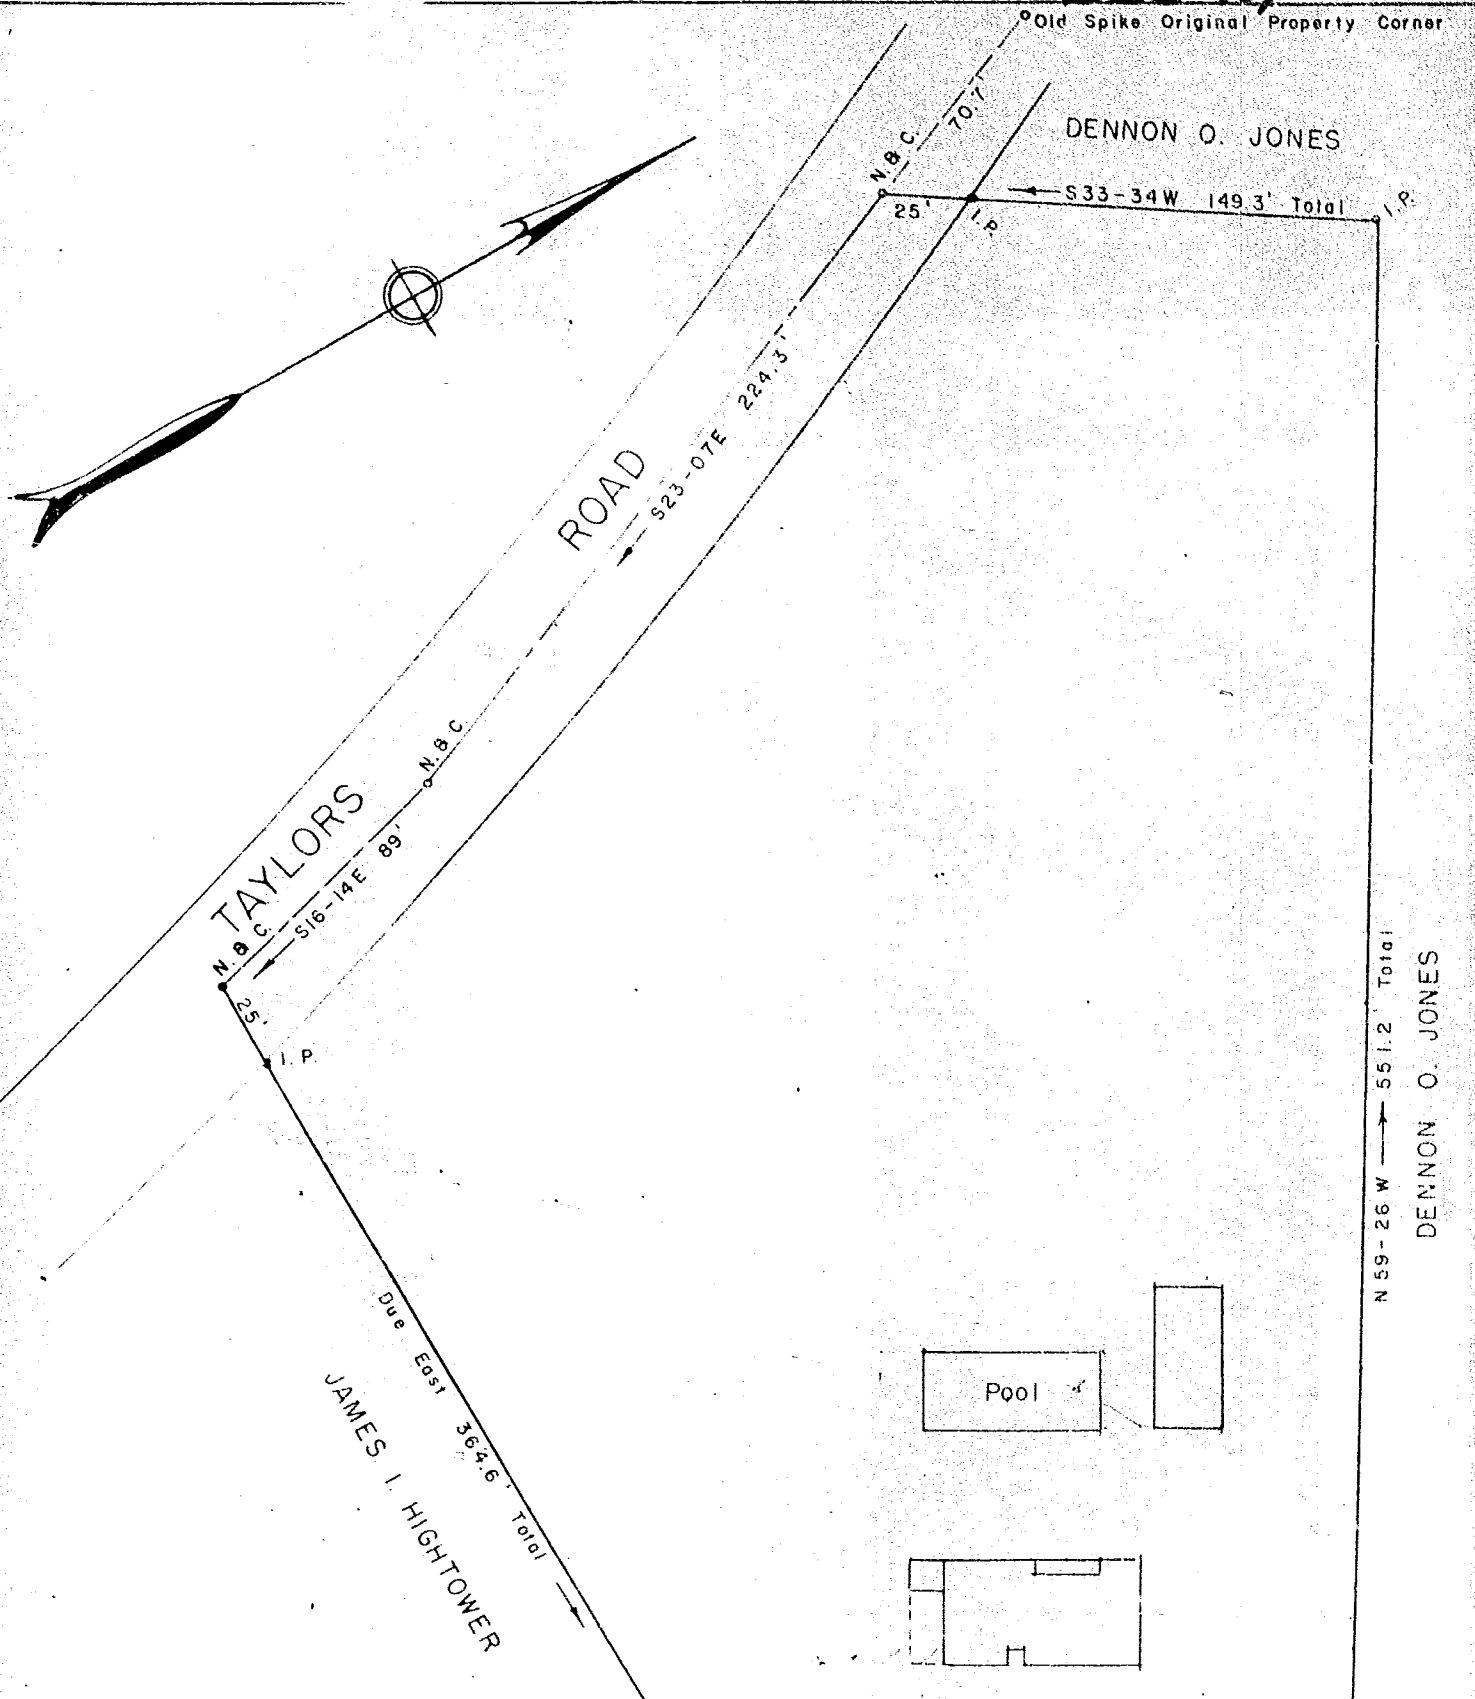 Old Spike Original Property Corner
70.7'
N. & C.
DENNON O. JONES
S33-34W 149.3' Total
I. P.
25'
I. P.
S23-07E 224.3'
ROAD
N. & C.
TAYLORS
S16-14E 89'
N. & C.
25'
I. P.
N59-26W 551.2' Total
DENNON O. JONES
Due East 364.6' Total
JAMES I. HIGHTOWER
Pool